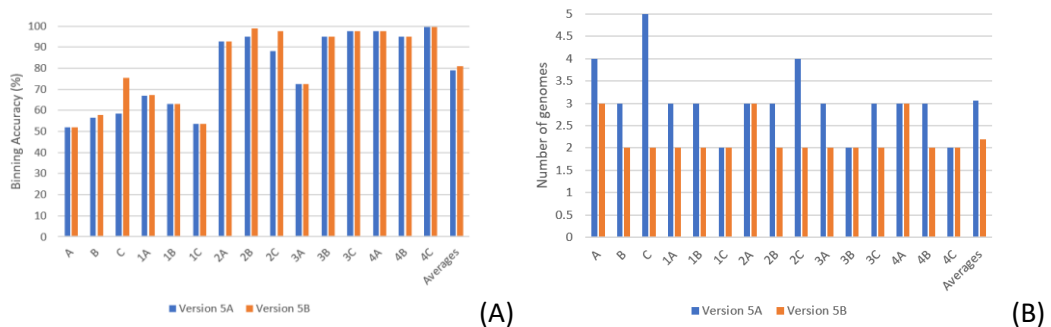 Binning Accuracy (%)
100
90
80
70
60
50
40
30
20
10
0
A B C 1A 1B 1C 2A 2B 2C 3A 3B 3C 4A 4B 4C Averages
Version 5A Version 5B
(A)
Number of genomes
5
4.5
4
3.5
3
2.5
2
1.5
1
0.5
0
A B C 1A 1B 1C 2A 2B 2C 3A 3B 3C 4A 4B 4C Averages
Version 5A Version 5B
(B)